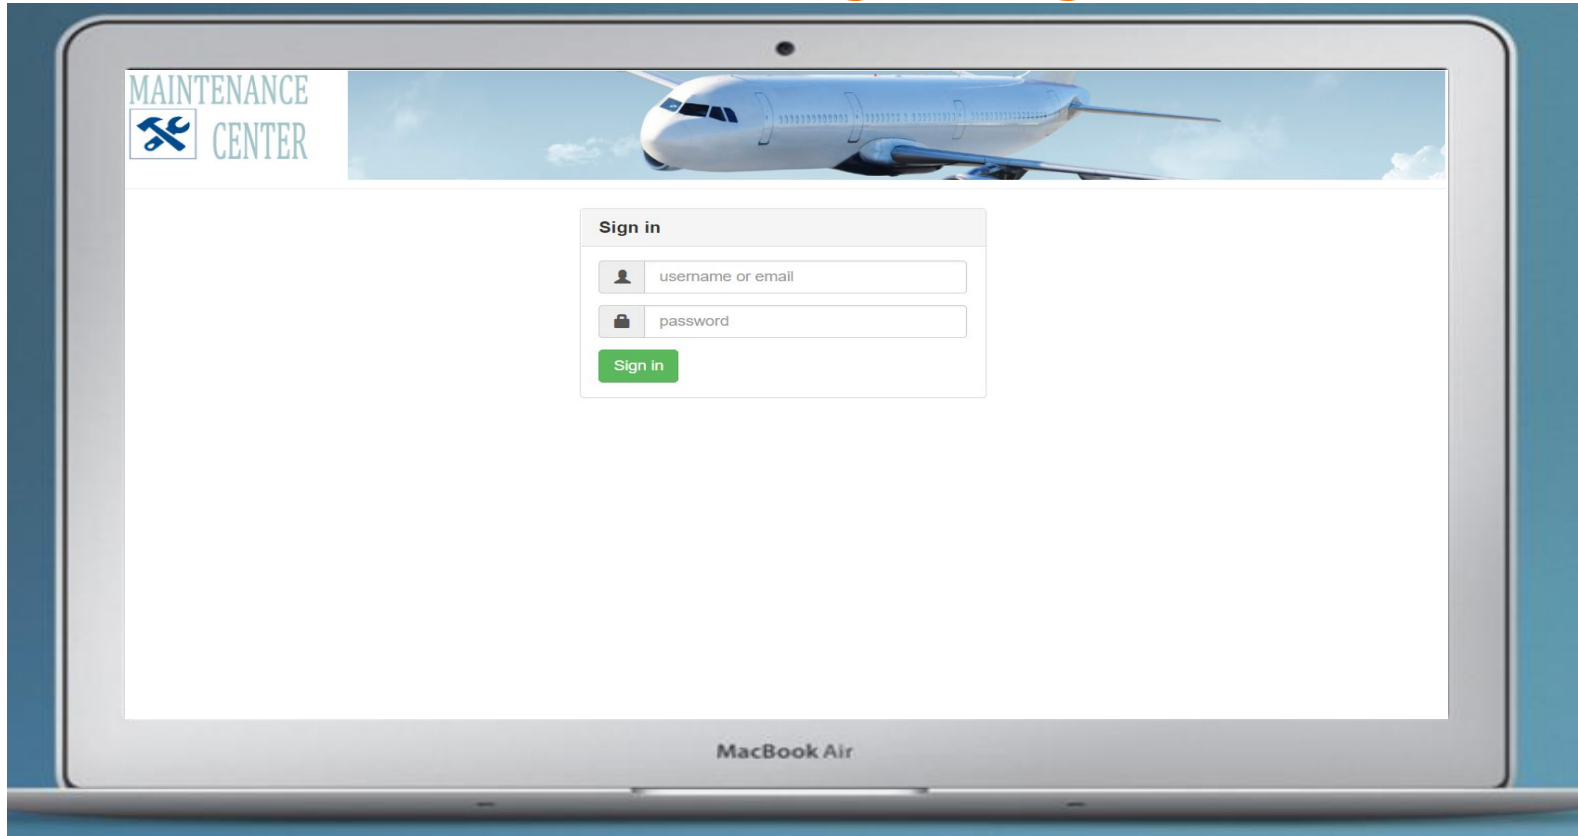 MAINTENANCE
CENTER
Sign in
username or email
password
Sign in
MacBook Air